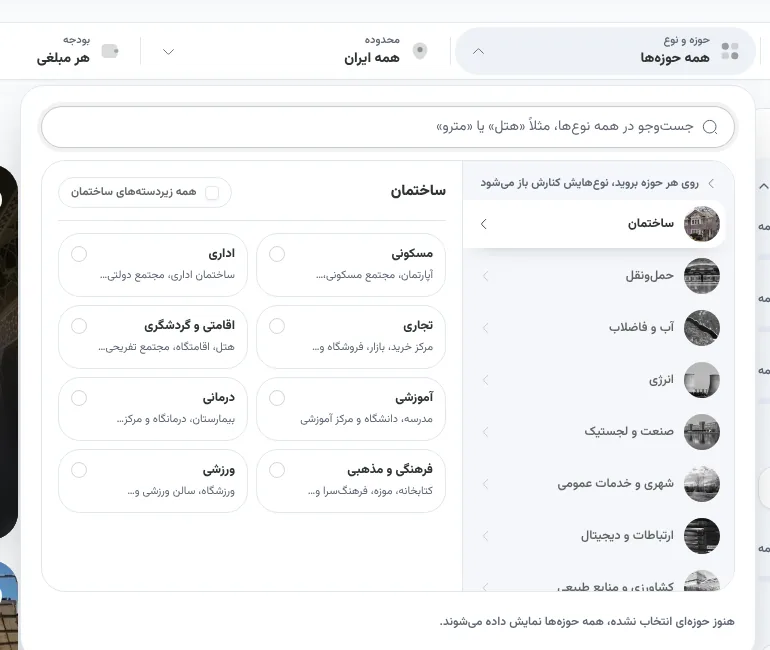 حوزه و نوع
همه حوزه‌ها
محدوده
همه ایران
بودجه
هر مبلغی
جست‌وجو در همه نوع‌ها، مثلاً «هتل» یا «مترو»
روی هر حوزه بروید، نوع‌هایش کنارش باز می‌شود
ساختمان
حمل‌ونقل
آب و فاضلاب
انرژی
صنعت و لجستیک
شهری و خدمات عمومی
ارتباطات و دیجیتال
کشاورزی و منابع طبیعی
ساختمان
همه زیردسته‌های ساختمان
مسکونی
آپارتمان، مجتمع مسکونی،...
اداری
ساختمان اداری، مجتمع دولتی...
تجاری
مرکز خرید، بازار، فروشگاه و...
اقامتی و گردشگری
هتل، اقامتگاه، مجتمع تفریحی...
آموزشی
مدرسه، دانشگاه و مرکز آموزشی
درمانی
بیمارستان، درمانگاه و مرکز...
فرهنگی و مذهبی
کتابخانه، موزه، فرهنگ‌سرا و...
ورزشی
ورزشگاه، سالن ورزشی و...
هنوز حوزه‌ای انتخاب نشده، همه حوزه‌ها نمایش داده می‌شوند.